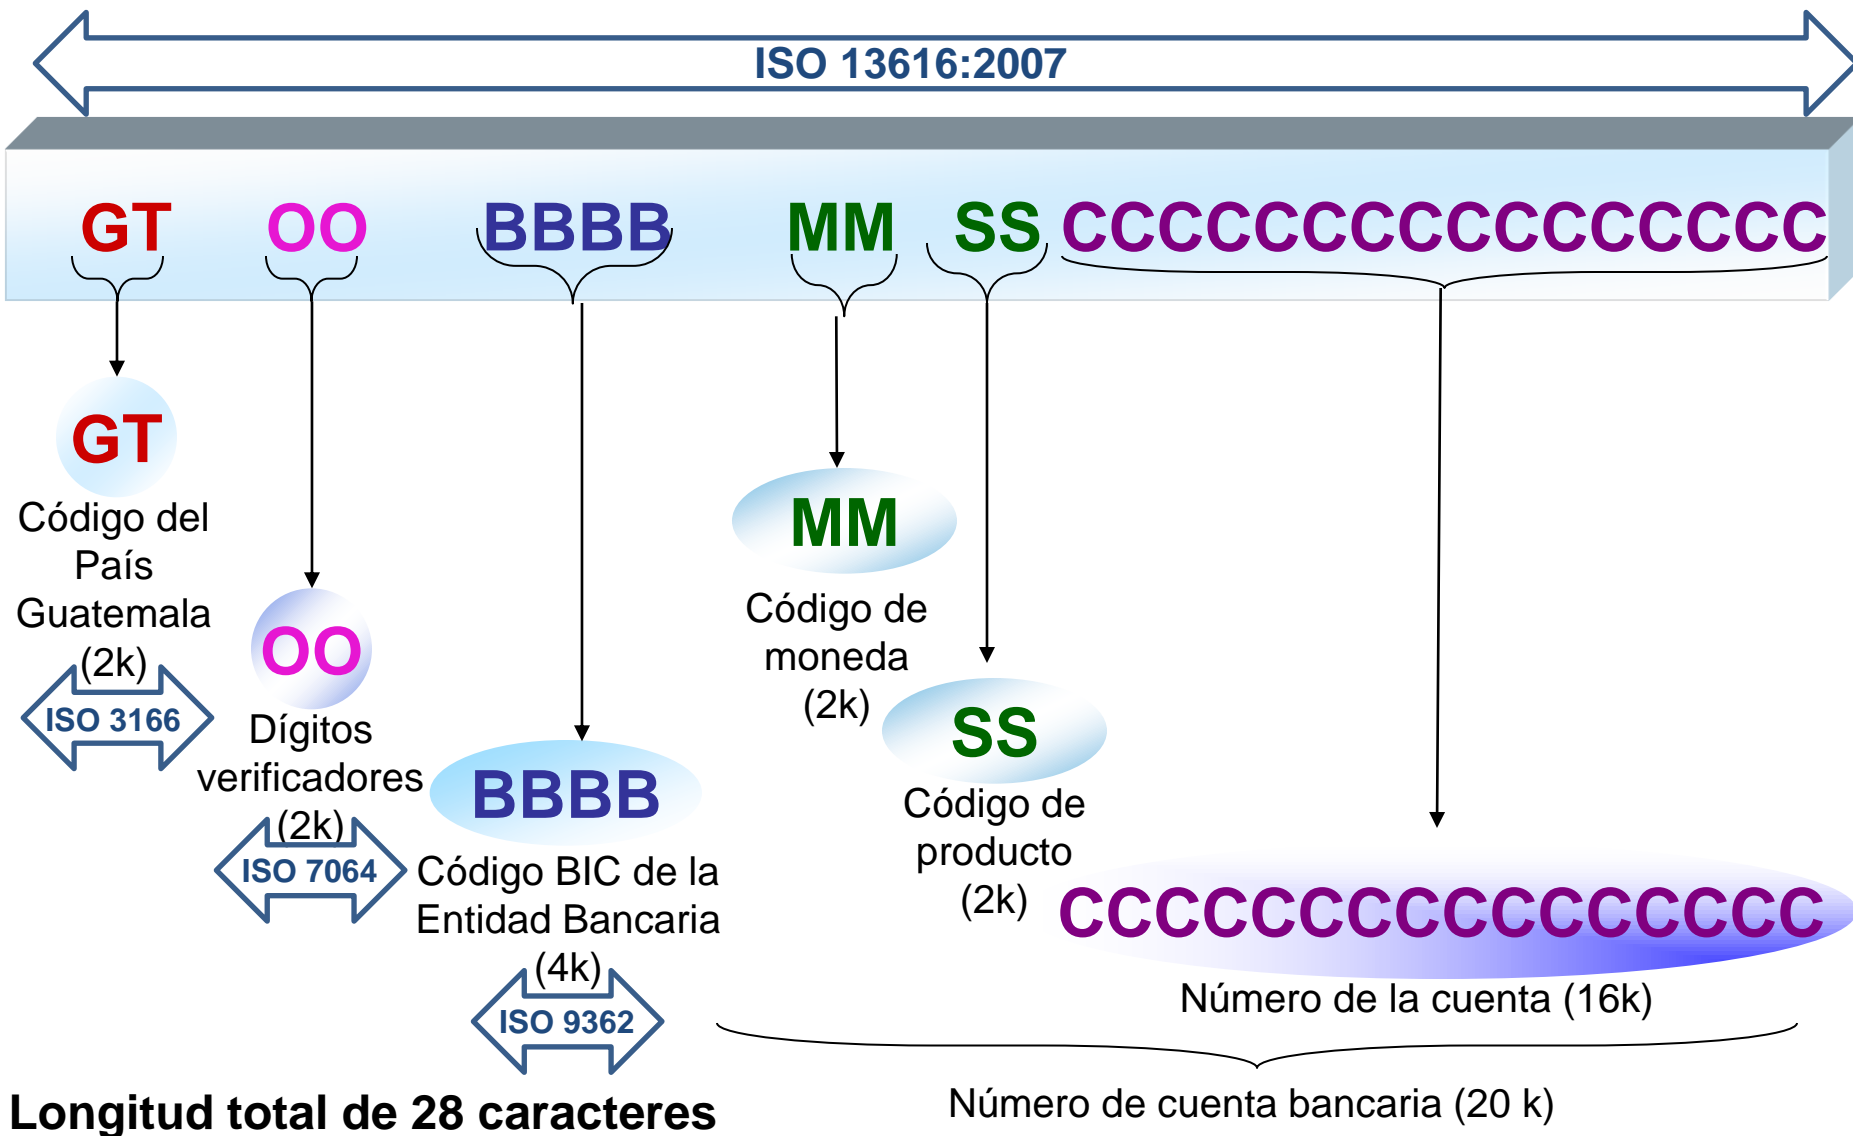 ISO 13616:2007
GT OO BBBB MM SS CCCCCCCCCCCCCCCC
GT
Código del
País
Guatemala
(2k)
ISO 3166
OO
Dígitos
verificadores
(2k)
ISO 7064
BBBB
Código BIC de la
Entidad Bancaria
(4k)
ISO 9362
MM
Código de
moneda
(2k)
SS
Código de
producto
(2k)
CCCCCCCCCCCCCCCC
Número de la cuenta (16k)
Número de cuenta bancaria (20 k)
Longitud total de 28 caracteres